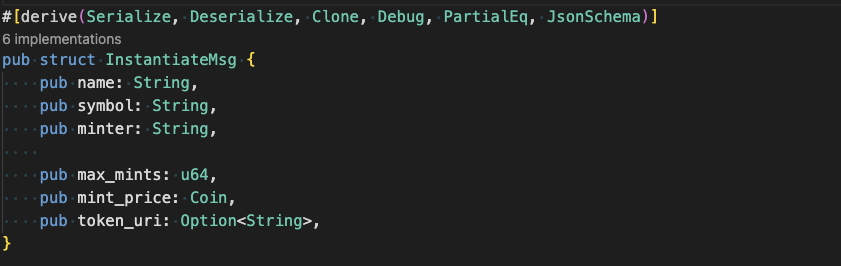 #[derive(Serialize, Deserialize, Clone, Debug, PartialEq, JsonSchema)]
6 implementations
pub struct InstantiateMsg {
    pub name: String,
    pub symbol: String,
    pub minter: String,

    pub max_mints: u64,
    pub mint_price: Coin,
    pub token_uri: Option<String>,
}